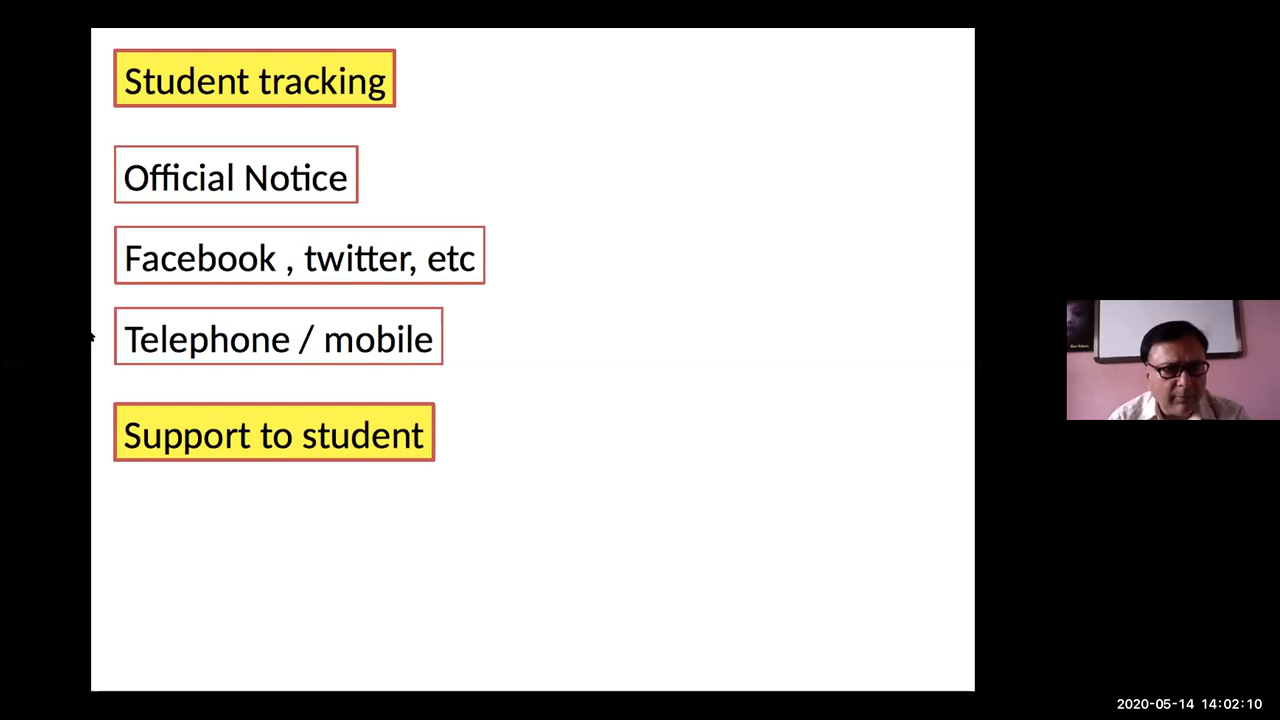 Student tracking
Official Notice
Facebook , twitter, etc
Telephone / mobile
Support to student
2020-05-14 14:02:10